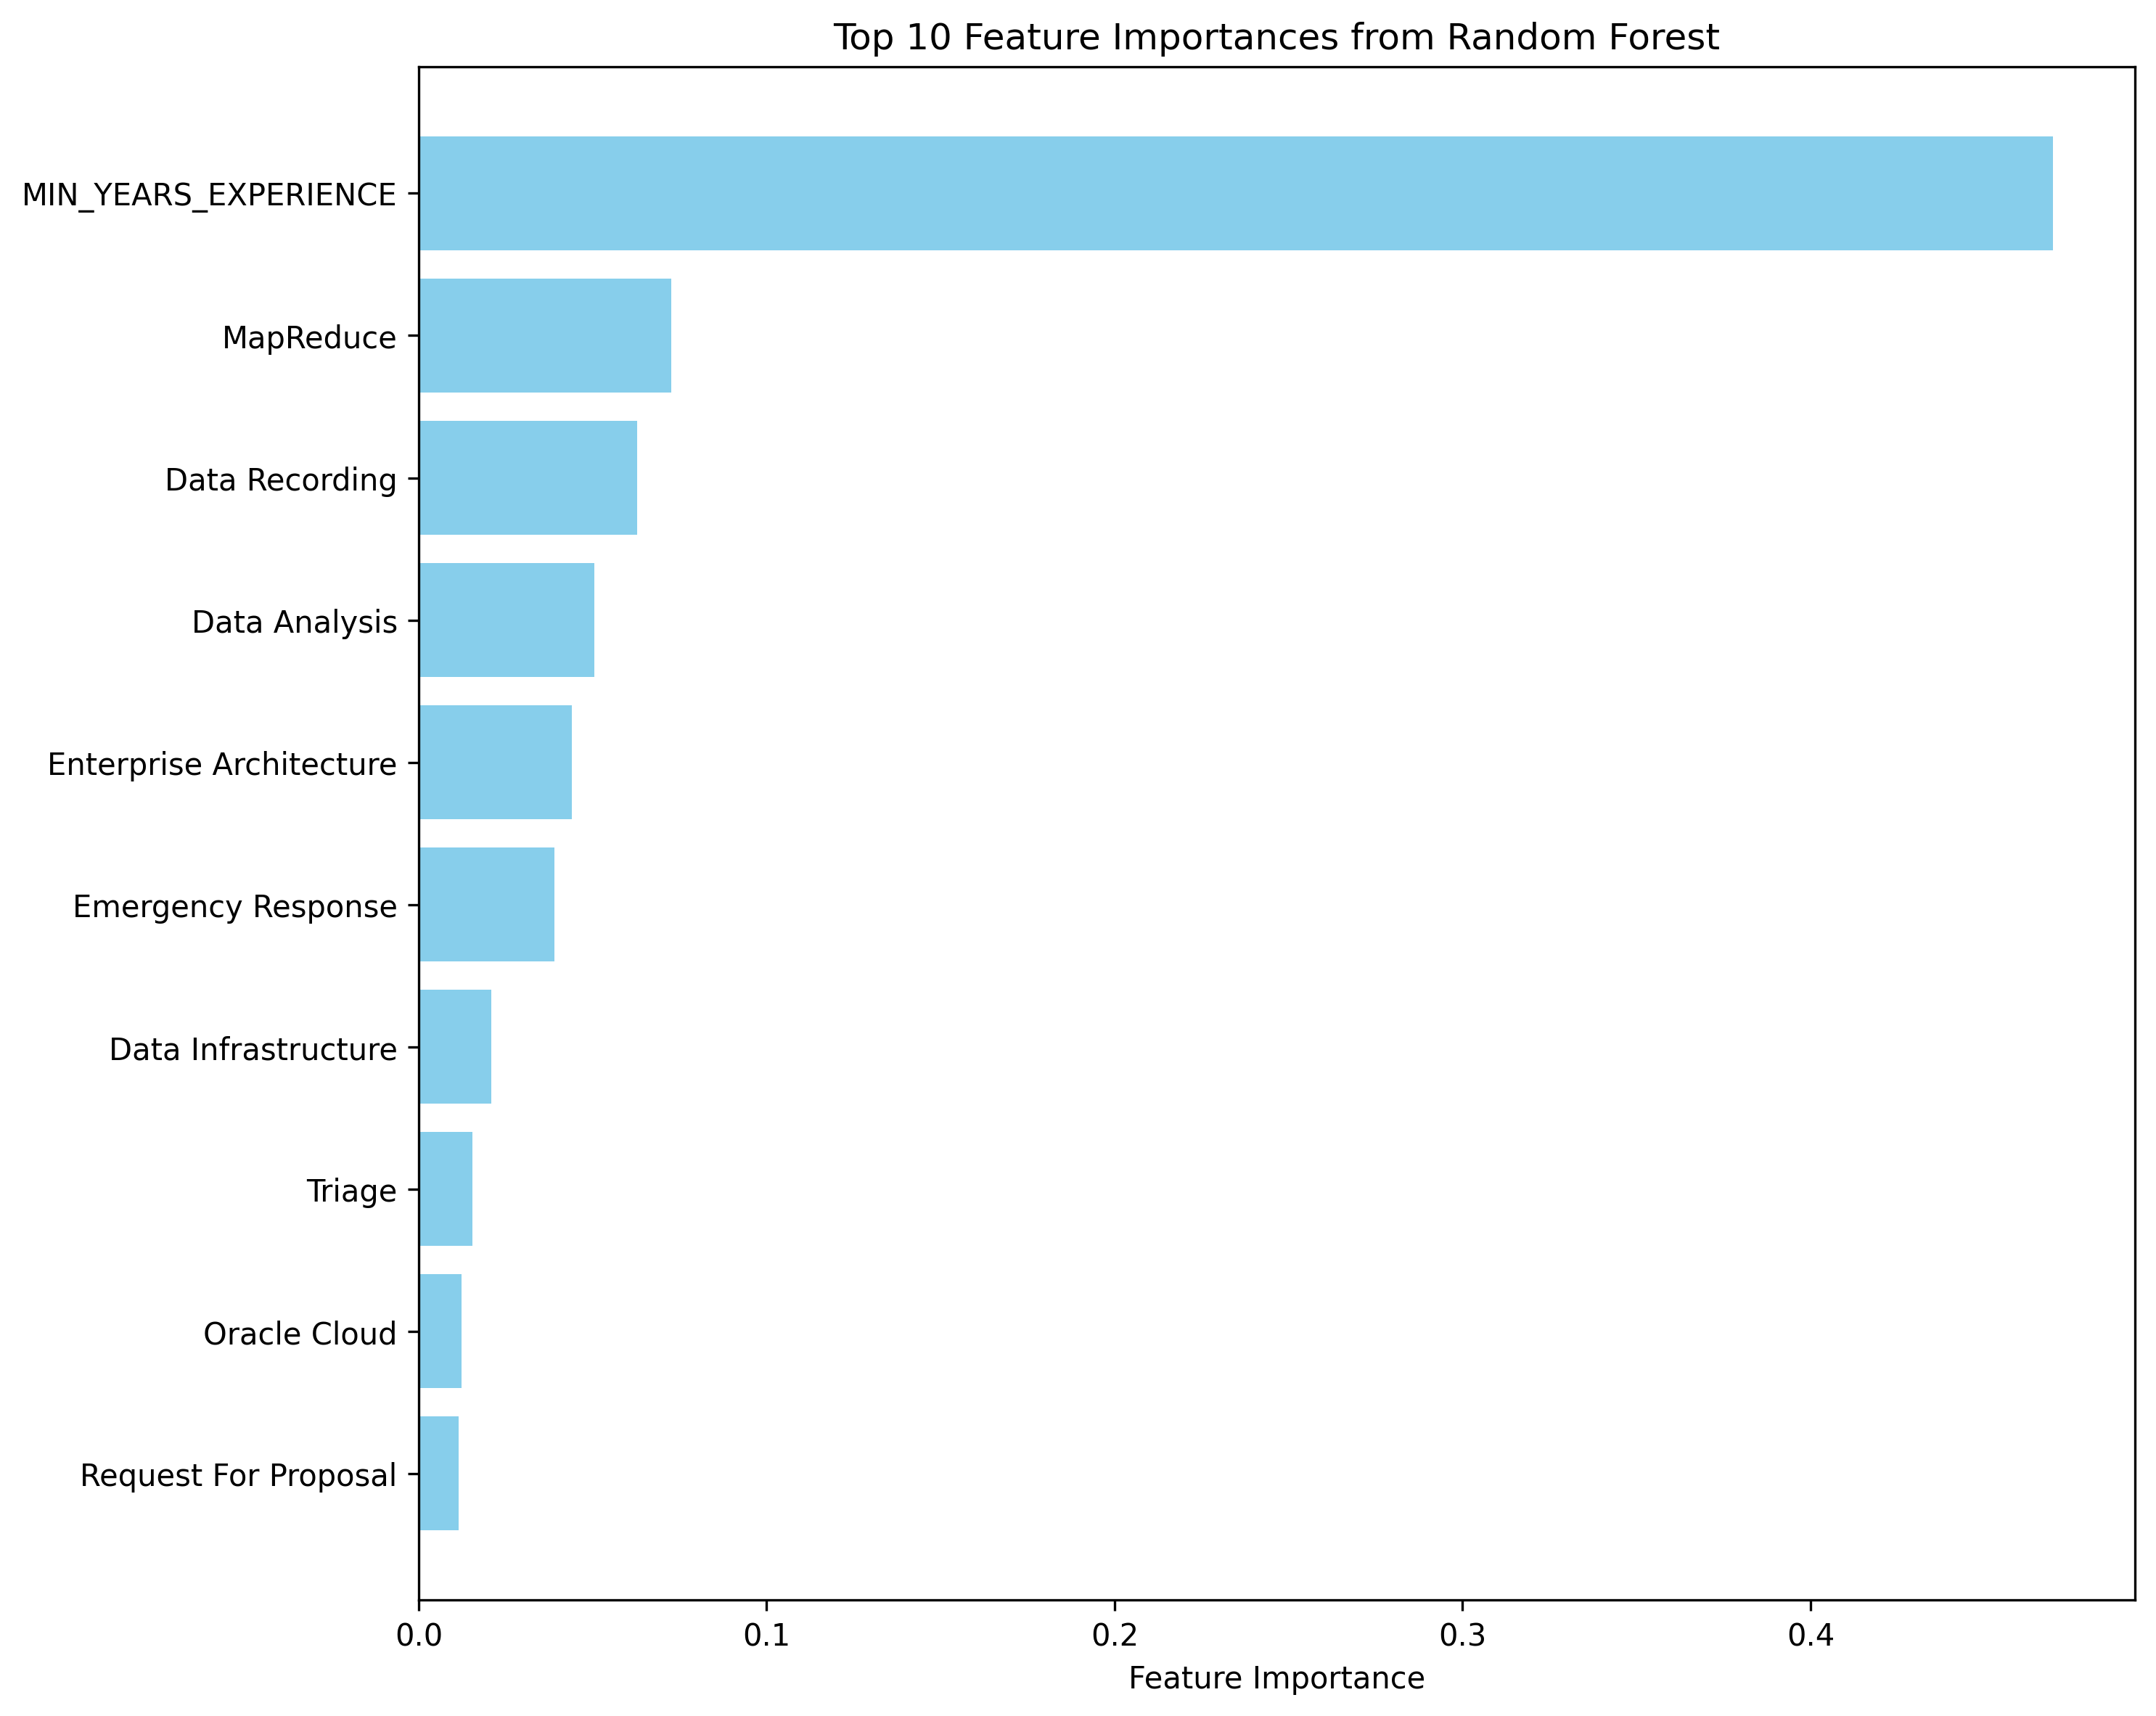 Top 10 Feature Importances from Random Forest
MIN_YEARS_EXPERIENCE
MapReduce
Data Recording
Data Analysis
Enterprise Architecture
Emergency Response
Data Infrastructure
Triage
Oracle Cloud
Request For Proposal
0.0 0.1 0.2 0.3 0.4
Feature Importance